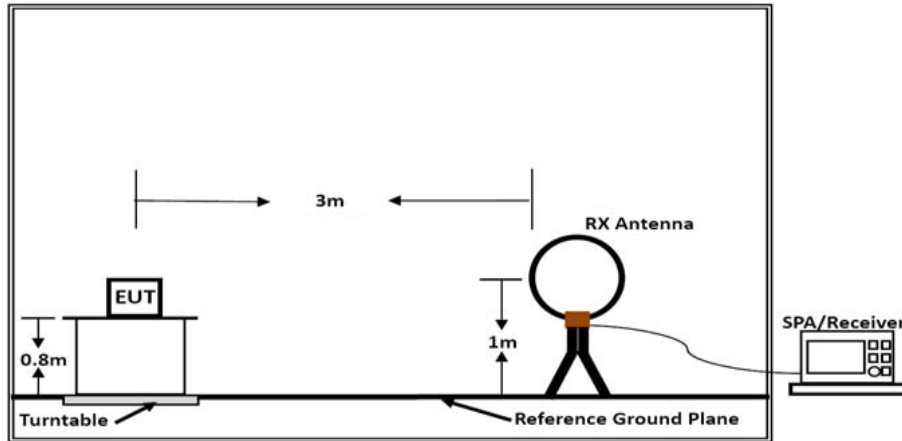 3m
RX Antenna
EUT
SPA/Receiver
0.8m
1m
Turntable
Reference Ground Plane